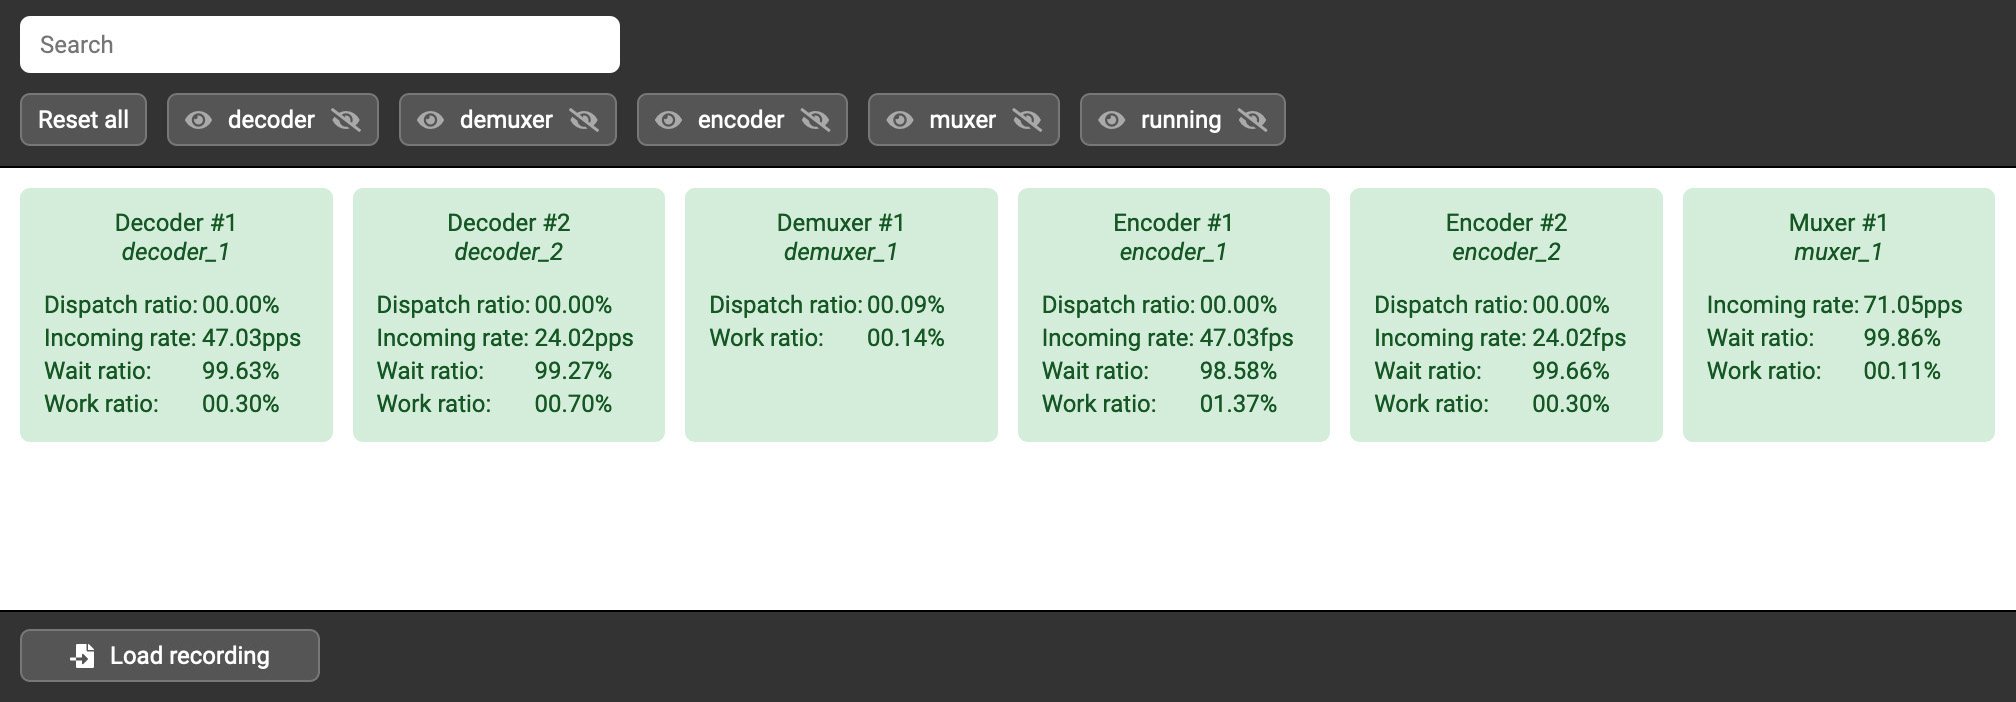 Search
Reset all
decoder
demuxer
encoder
muxer
running
Decoder #1
decoder_1
Dispatch ratio: 00.00%
Incoming rate: 47.03pps
Wait ratio: 99.63%
Work ratio: 00.30%
Decoder #2
decoder_2
Dispatch ratio: 00.00%
Incoming rate: 24.02pps
Wait ratio: 99.27%
Work ratio: 00.70%
Demuxer #1
demuxer_1
Dispatch ratio: 00.09%
Work ratio: 00.14%
Encoder #1
encoder_1
Dispatch ratio: 00.00%
Incoming rate: 47.03fps
Wait ratio: 98.58%
Work ratio: 01.37%
Encoder #2
encoder_2
Dispatch ratio: 00.00%
Incoming rate: 24.02fps
Wait ratio: 99.66%
Work ratio: 00.30%
Muxer #1
muxer_1
Incoming rate: 71.05pps
Wait ratio: 99.86%
Work ratio: 00.11%
Load recording